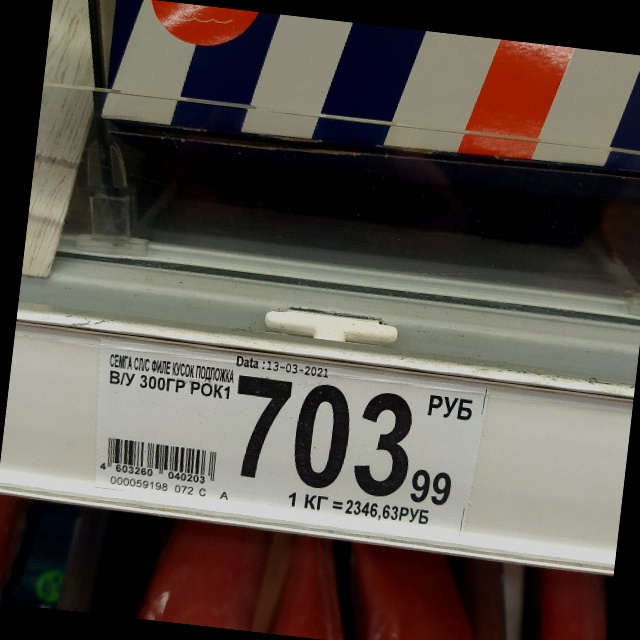 СЕМГА СЛ/С ФИЛЕ КУСОК ПОДЛОЖКА
В/У 300ГР РОК1
Data :13-03-2021
703 99
РУБ
1 КГ =2346,63РУБ
4 603260 040203
000059198 072 C A